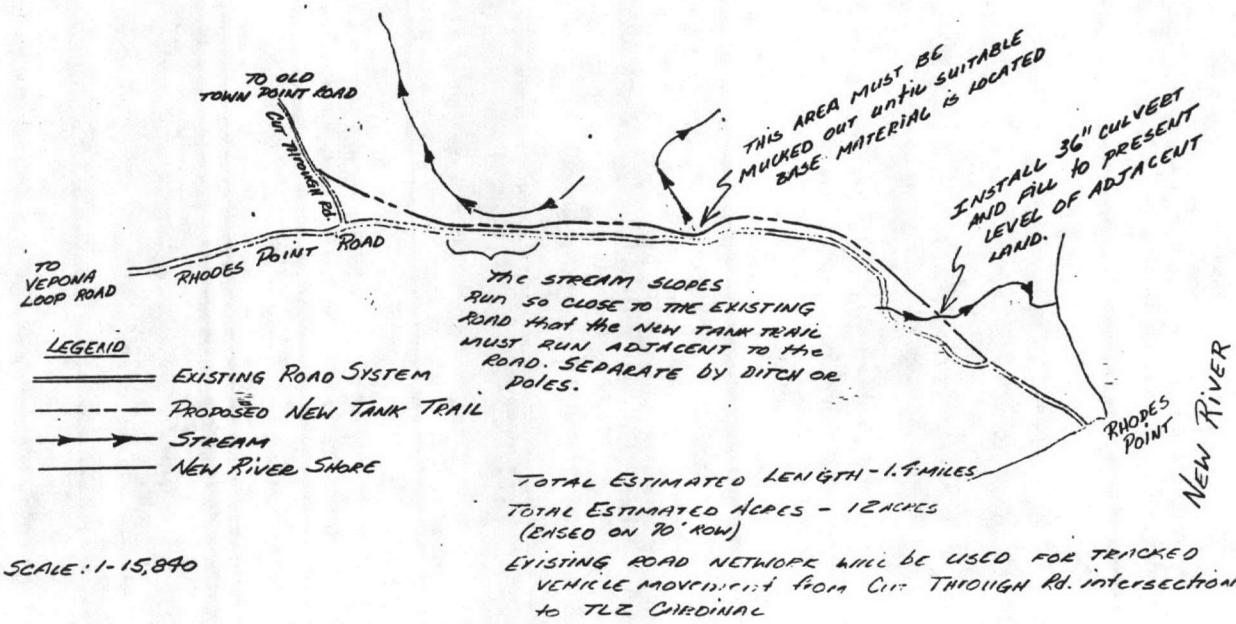 TO OLD
TOWN POINT ROAD
CUT THROUGH Rd.
THIS AREA MUST BE
MUCKED OUT UNTIL SUITABLE
BASE MATERIAL IS LOCATED
INSTALL 36" CULVERT
AND FILL to PRESENT
LEVEL OF ADJACENT
LAND.
TO
VERONA
LOOP ROAD
RHODES POINT ROAD
The STREAM SLOPES
RUN SO CLOSE TO THE EXISTING
ROAD that the NEW TANK TRAIL
MUST RUN ADJACENT to the
ROAD. SEPARATE BY DITCH OR
POLES.
LEGEND
EXISTING ROAD SYSTEM
PROPOSED NEW TANK TRAIL
STREAM
NEW RIVER SHORE
RHODES
POINT
NEW RIVER
TOTAL ESTIMATED LENGTH - MILES
TOTAL ESTIMATED ACRES - 12 ACRES
(BASED ON ROW)
SCALE: 1-15,840
EXISTING ROAD NETWORK WILL BE USED FOR TRACKED
VEHICLE movement from Cut THROUGH Rd. intersection
to TLZ CARDINAL